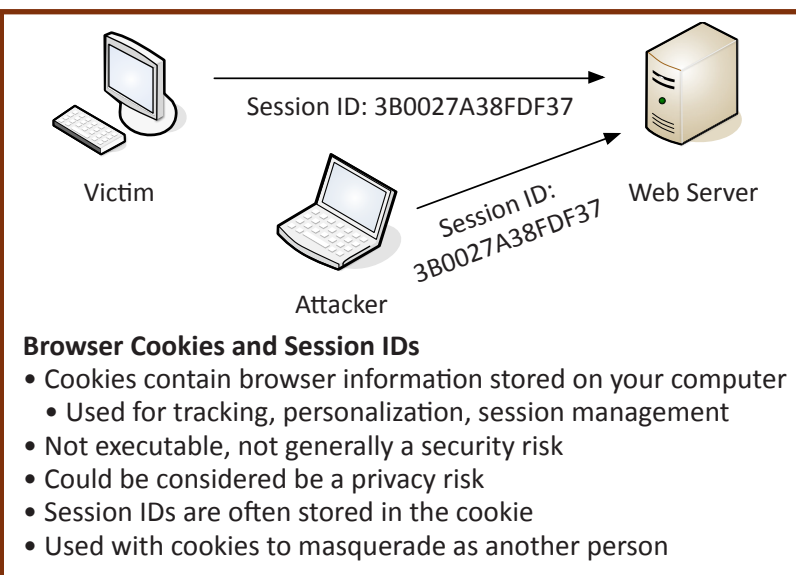 Session ID: 3B0027A38FDF37
Victim
Web Server
Session ID:
3B0027A38FDF37
Attacker
Browser Cookies and Session IDs
• Cookies contain browser information stored on your computer
• Used for tracking, personalization, session management
• Not executable, not generally a security risk
• Could be considered be a privacy risk
• Session IDs are often stored in the cookie
• Used with cookies to masquerade as another person